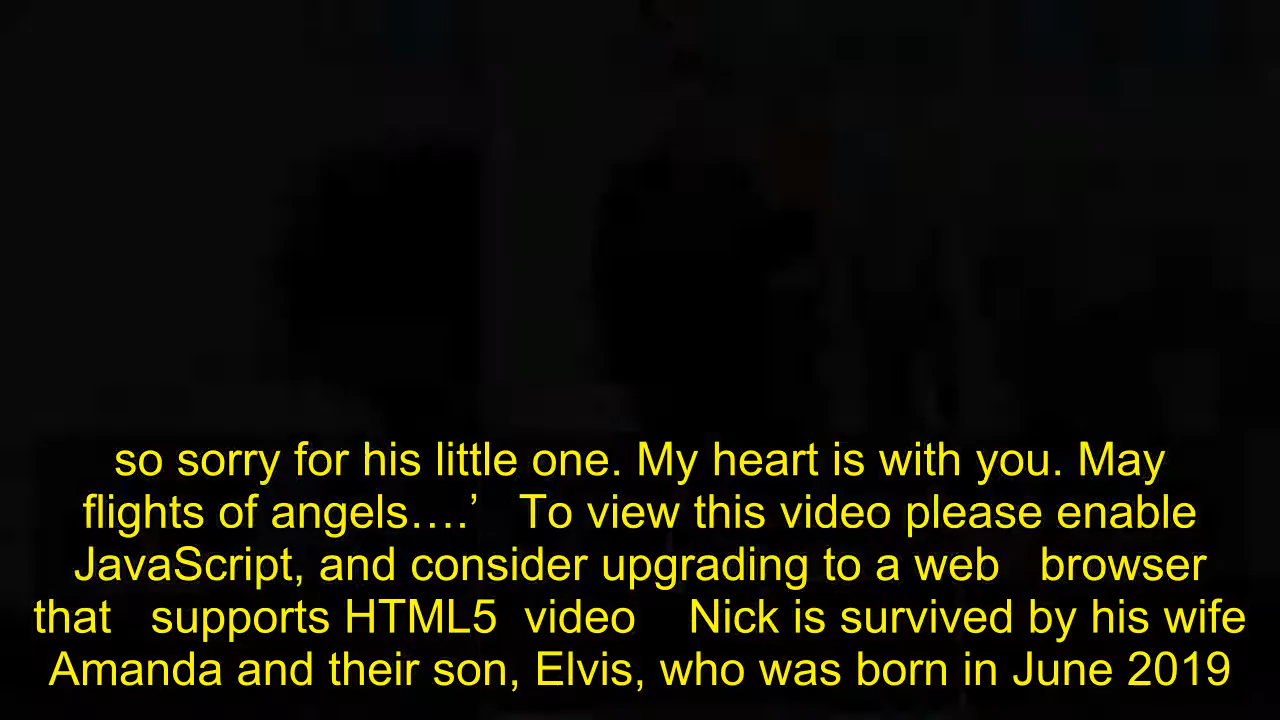 so sorry for his little one. My heart is with you. May
flights of angels….’   To view this video please enable
JavaScript, and consider upgrading to a web   browser
that   supports HTML5  video    Nick is survived by his wife
Amanda and their son, Elvis, who was born in June 2019